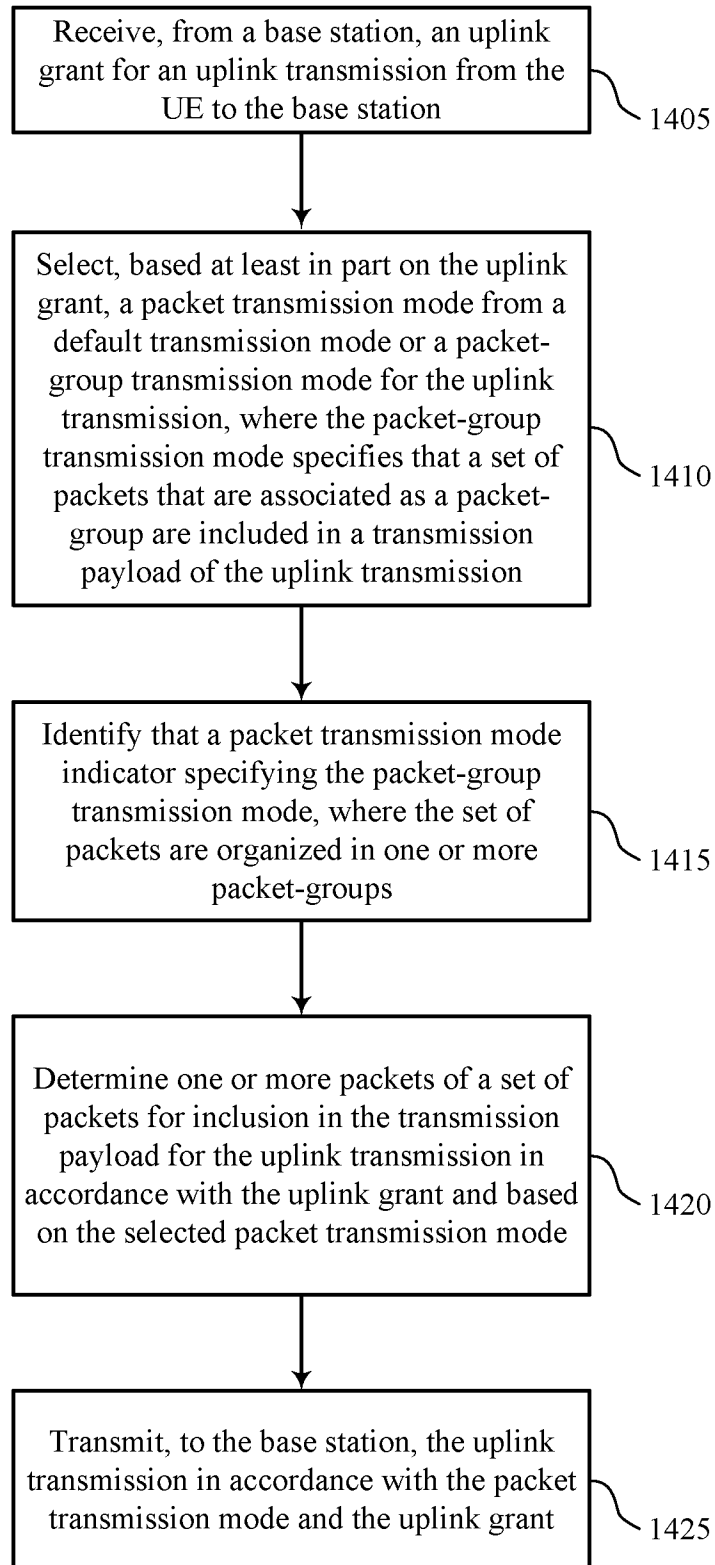 Receive, from a base station, an uplink
grant for an uplink transmission from the
UE to the base station
1405
Select, based at least in part on the uplink
grant, a packet transmission mode from a
default transmission mode or a packet-
group transmission mode for the uplink
transmission, where the packet-group
transmission mode specifies that a set of
packets that are associated as a packet-
group are included in a transmission
payload of the uplink transmission
1410
Identify that a packet transmission mode
indicator specifying the packet-group
transmission mode, where the set of
packets are organized in one or more
packet-groups
1415
Determine one or more packets of a set of
packets for inclusion in the transmission
payload for the uplink transmission in
accordance with the uplink grant and based
on the selected packet transmission mode
1420
Transmit, to the base station, the uplink
transmission in accordance with the packet
transmission mode and the uplink grant
1425